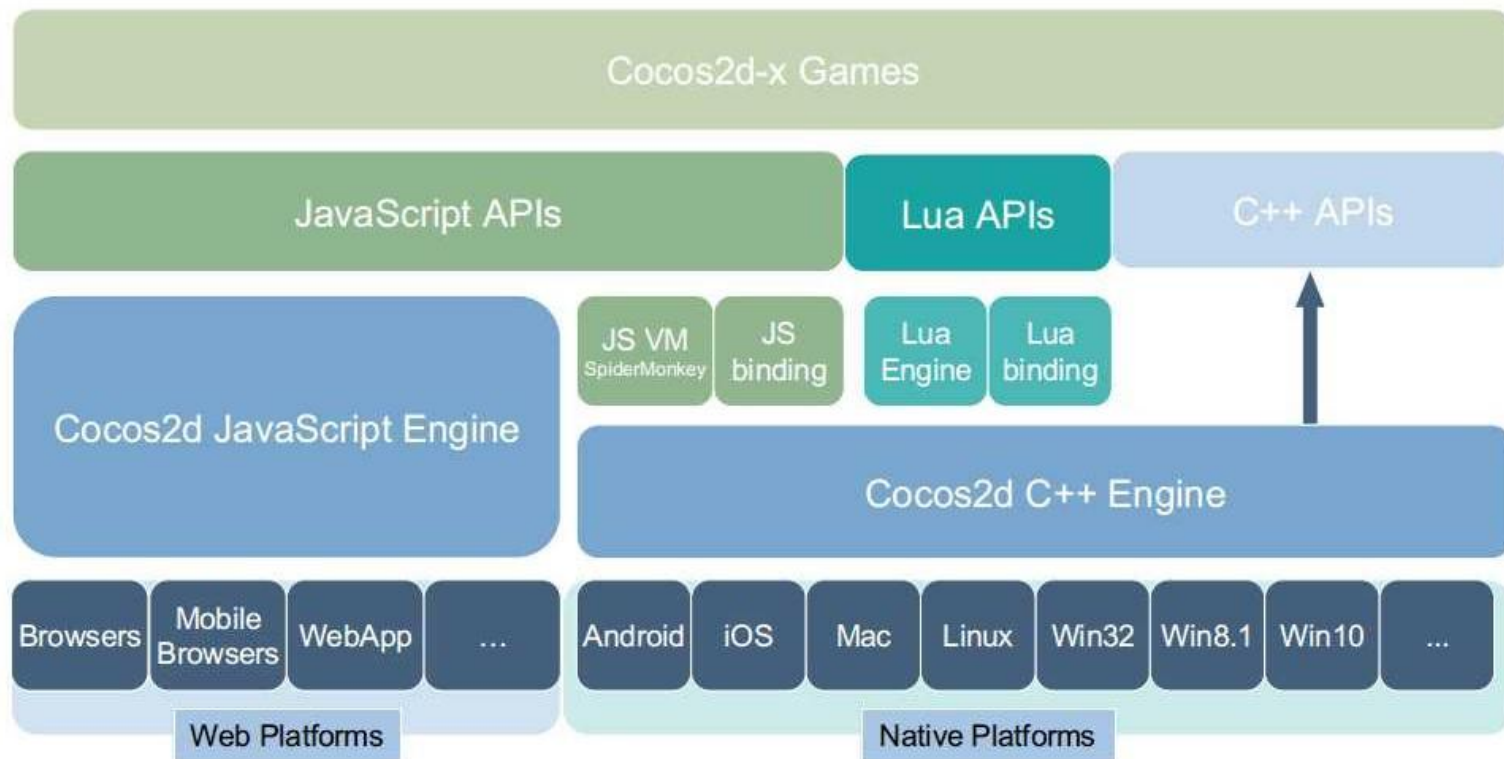 Cocos2d-x Games
JavaScript APIs
Lua APIs
C++ APIs
JS VM
SpiderMonkey
JS
binding
Lua
Engine
Lua
binding
Cocos2d JavaScript Engine
Cocos2d C++ Engine
Browsers
Mobile
Browsers
WebApp
...
Android
iOS
Mac
Linux
Win32
Win8.1
Win10
...
Web Platforms
Native Platforms